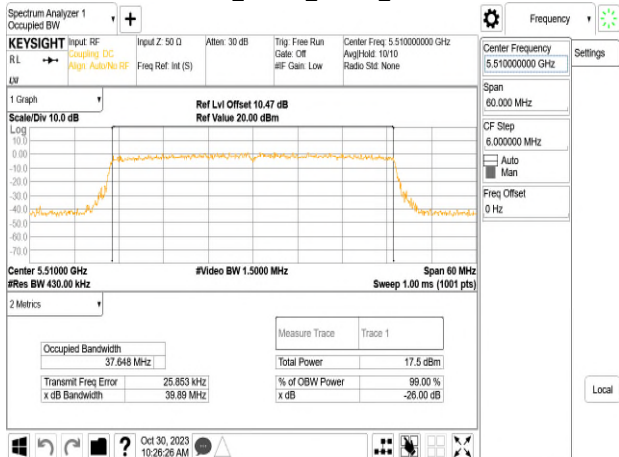 Spectrum Analyzer 1
Occupied BW
Frequency
KEYSIGHT
Input: RF
Coupling: DC
Align: Auto/No RF
Input Z: 50 Ω
Freq Ref: Int (S)
Atten: 30 dB
Trig: Free Run
Gate: Off
#IF Gain: Low
Center Freq: 5.510000000 GHz
Avg|Hold: 10/10
Radio Std: None
R L
LXI
Center Frequency
5.510000000 GHz
Settings
Span
60.000 MHz
CF Step
6.000000 MHz
Auto
Man
Freq Offset
0 Hz
Local
1 Graph
Scale/Div 10.0 dB
Ref Lvl Offset 10.47 dB
Ref Value 20.00 dBm
Log
10.0
0.00
-10.0
-20.0
-30.0
-40.0
-50.0
-60.0
-70.0
Center 5.51000 GHz
#Video BW 1.5000 MHz
Span 60 MHz
#Res BW 430.00 kHz
Sweep 1.00 ms (1001 pts)
2 Metrics
Measure Trace
Trace 1
Occupied Bandwidth
37.648 MHz
Total Power
17.5 dBm
Transmit Freq Error
25.853 kHz
% of OBW Power
99.00 %
x dB Bandwidth
39.89 MHz
x dB
-26.00 dB
Oct 30, 2023
10:26:26 AM